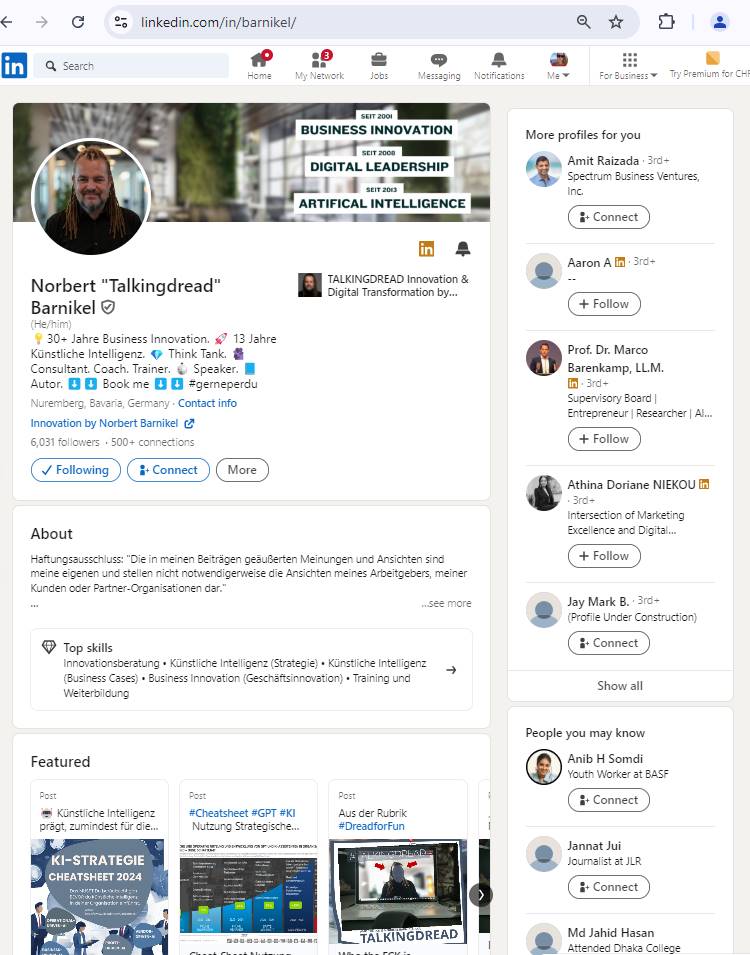 linkedin.com/in/barnikel/
in
Search
Home
3
My Network
Jobs
Messaging
Notifications
Me
For Business
Try Premium for CHF
SEIT 2001
BUSINESS INNOVATION
SEIT 2008
DIGITAL LEADERSHIP
SEIT 2013
ARTIFICAL INTELLIGENCE
in
Norbert "Talkingdread"
Barnikel
(He/him)
30+ Jahre Business Innovation. 🚀 13 Jahre
Künstliche Intelligenz. 💎 Think Tank.
Consultant. Coach. Trainer. Speaker. 📘
Autor. ⬇️ ⬇️ Book me ⬇️ ⬇️ #gerneperdu
Nuremberg, Bavaria, Germany · Contact info
Innovation by Norbert Barnikel
6,031 followers · 500+ connections
Following
Connect
More
TALKINGDREAD Innovation &
Digital Transformation by...
About
Haftungsausschluss: "Die in meinen Beiträgen geäußerten Meinungen und Ansichten sind
meine eigenen und stellen nicht notwendigerweise die Ansichten meines Arbeitgebers, meiner
Kunden oder Partner-Organisationen dar."
...
...see more
Top skills
Innovationsberatung • Künstliche Intelligenz (Strategie) • Künstliche Intelligenz
(Business Cases) • Business Innovation (Geschäftsinnovation) • Training und
Weiterbildung
Featured
Post
Künstliche Intelligenz
prägt, zumindest für die...
KI-STRATEGIE
CHEATSHEET 2024
Post
#Cheatsheet #GPT #KI
Nutzung Strategische...
Post
Aus der Rubrik
#DreadforFun
TALKINGDREAD
TALKINGDREAD
More profiles for you
Amit Raizada · 3rd+
Spectrum Business Ventures,
Inc.
Connect
Aaron A in · 3rd+
--
+ Follow
Prof. Dr. Marco
Barenkamp, LL.M.
in · 3rd+
Supervisory Board |
Entrepreneur | Researcher | AI...
+ Follow
Athina Doriane NIEKOU in
· 3rd+
Intersection of Marketing
Excellence and Digital...
+ Follow
Jay Mark B. · 3rd+
(Profile Under Construction)
Connect
Show all
People you may know
Anib H Somdi
Youth Worker at BASF
Connect
Jannat Jui
Journalist at JLR
Connect
Md Jahid Hasan
Attended Dhaka College